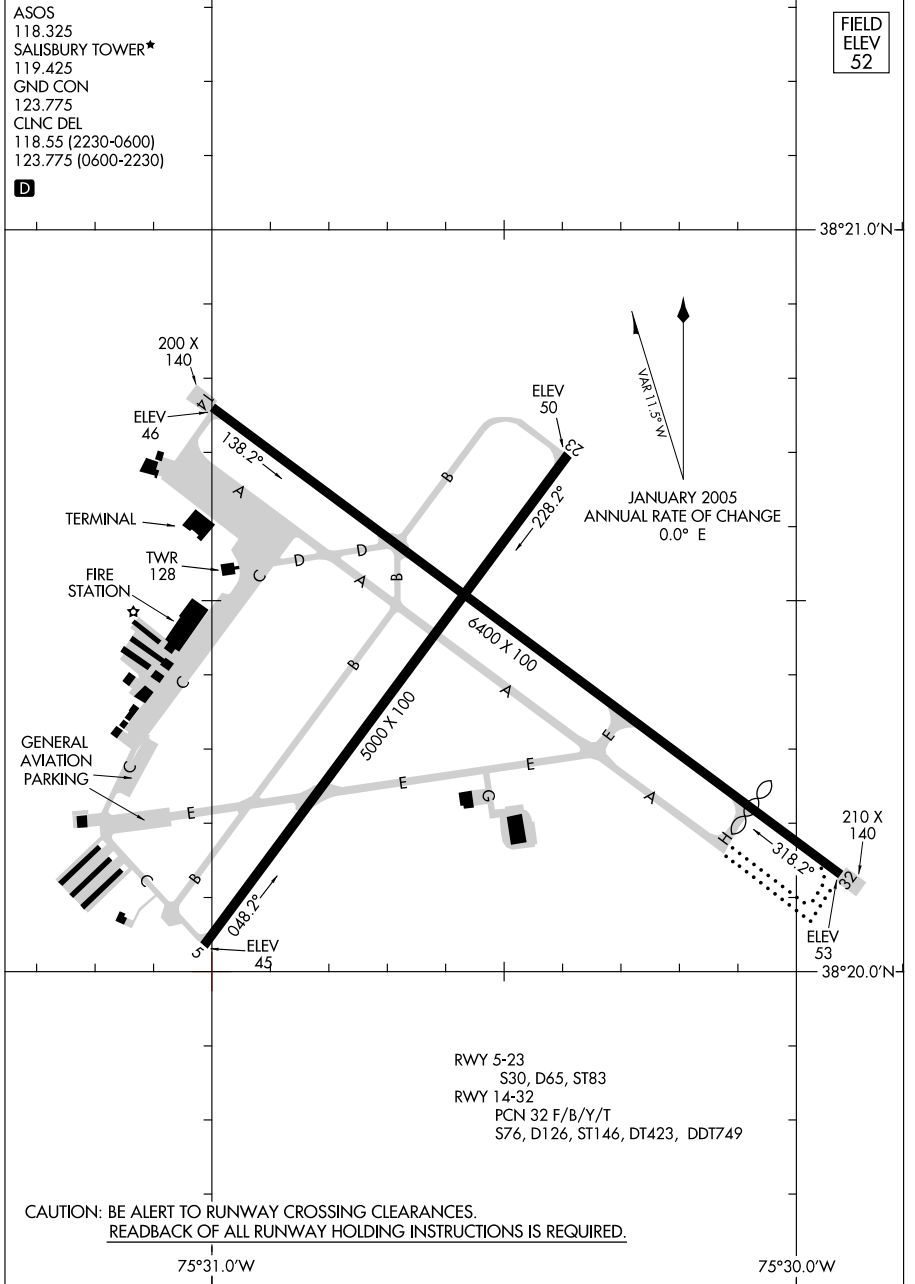 ASOS
118.325
SALISBURY TOWER★
119.425
GND CON
123.775
CLNC DEL
118.55 (2230-0600)
123.775 (0600-2230)
D
FIELD
ELEV
52
38°21.0'N
200 X
140
14
ELEV
46
138.2°
ELEV
50
23
228.2°
VAR 11.5° W
JANUARY 2005
ANNUAL RATE OF CHANGE
0.0° E
A
B
TERMINAL
TWR
128
C
D
D
A
B
FIRE
STATION
6400 X 100
B
A
C
5000 X 100
E
GENERAL
AVIATION
PARKING
C
E
E
E
G
A
H
318.2°
210 X
140
32
ELEV
53
C
B
048.2°
5
ELEV
45
38°20.0'N
RWY 5-23
S30, D65, ST83
RWY 14-32
PCN 32 F/B/Y/T
S76, D126, ST146, DT423, DDT749
CAUTION: BE ALERT TO RUNWAY CROSSING CLEARANCES.
READBACK OF ALL RUNWAY HOLDING INSTRUCTIONS IS REQUIRED.
75°31.0'W
75°30.0'W